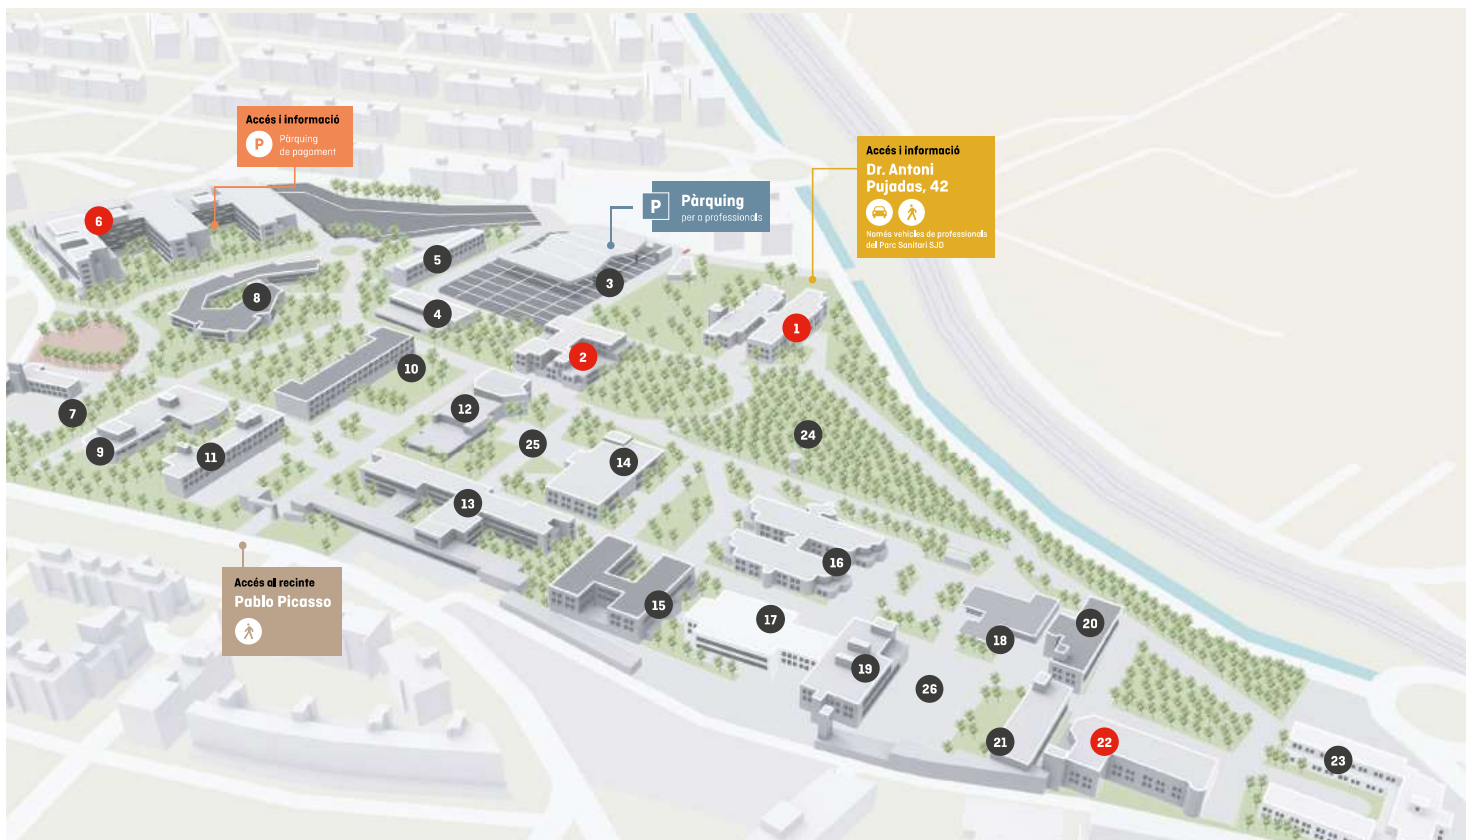 Accés i informació
P
Pàrquing
de pagament
Accés i informació
Dr. Antoni
Pujadas, 42
Només vehicles de professionals
del Parc Sanitari SJD
P
Pàrquing
per a professionals
6
5
3
8
4
1
2
10
7
12
9
11
25
14
24
13
16
15
17
18
20
19
26
21
22
23
Accés al recinte
Pablo Picasso